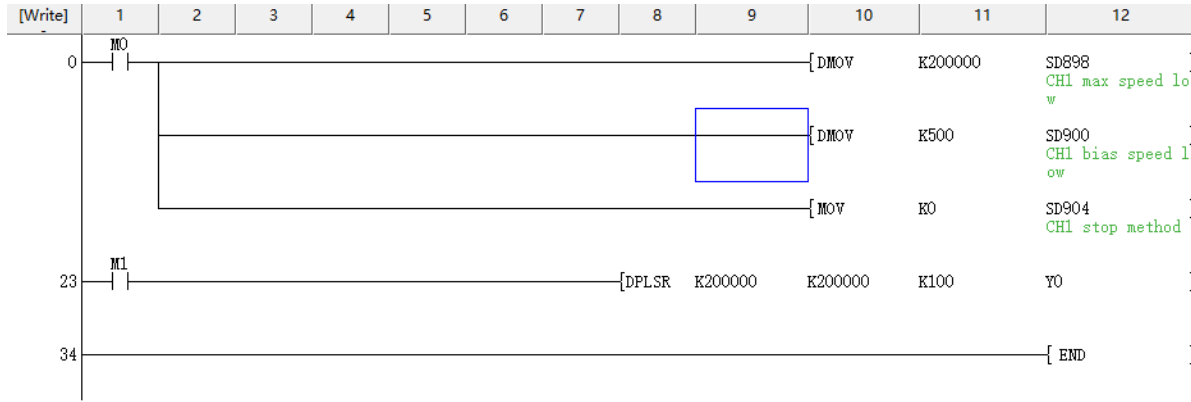 [Write] 1 2 3 4 5 6 7 8 9 10 11 12
M0
0 [DMOV K200000 SD898
CH1 max speed lo
w
[DMOV K500 SD900
CH1 bias speed l
ow
[MOV K0 SD904
CH1 stop method
M1
23 [DPLSR K200000 K200000 K100 Y0
34 [END